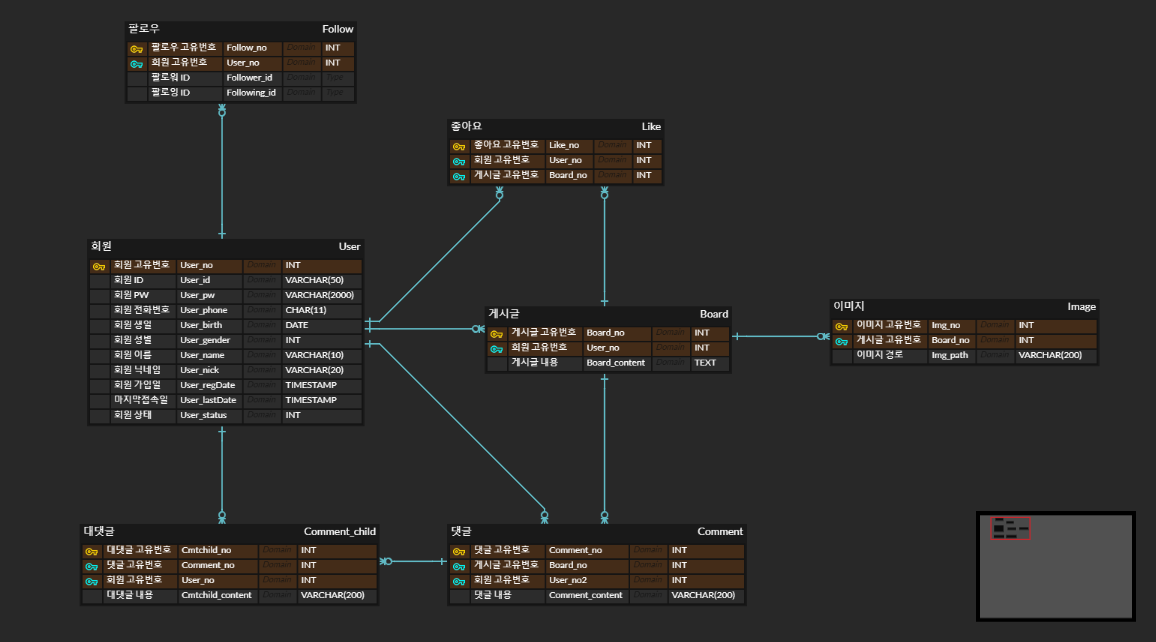 팔로우 Follow
팔로우 고유번호 Follow_no Domain INT
회원 고유번호 User_no Domain INT
팔로워 ID Follower_id Domain Type
팔로잉 ID Following_id Domain Type
좋아요 Like
좋아요 고유번호 Like_no Domain INT
회원 고유번호 User_no Domain INT
게시글 고유번호 Board_no Domain INT
회원 User
회원 고유번호 User_no Domain INT
회원 ID User_id Domain VARCHAR(50)
회원 PW User_pw Domain VARCHAR(2000)
회원 전화번호 User_phone Domain CHAR(11)
회원 생일 User_birth Domain DATE
회원 성별 User_gender Domain INT
회원 이름 User_name Domain VARCHAR(10)
회원 닉네임 User_nick Domain VARCHAR(20)
회원 가입일 User_regDate Domain TIMESTAMP
마지막접속일 User_lastDate Domain TIMESTAMP
회원 상태 User_status Domain INT
게시글 Board
게시글 고유번호 Board_no Domain INT
회원 고유번호 User_no Domain INT
게시글 내용 Board_content Domain TEXT
이미지 Image
이미지 고유번호 Img_no Domain INT
게시글 고유번호 Board_no Domain INT
이미지 경로 Img_path Domain VARCHAR(200)
대댓글 Comment_child
대댓글 고유번호 Cmtchild_no Domain INT
댓글 고유번호 Comment_no Domain INT
회원 고유번호 User_no Domain INT
대댓글 내용 Cmtchild_content Domain VARCHAR(200)
댓글 Comment
댓글 고유번호 Comment_no Domain INT
게시글 고유번호 Board_no Domain INT
회원 고유번호 User_no2 Domain INT
댓글 내용 Comment_content Domain VARCHAR(200)